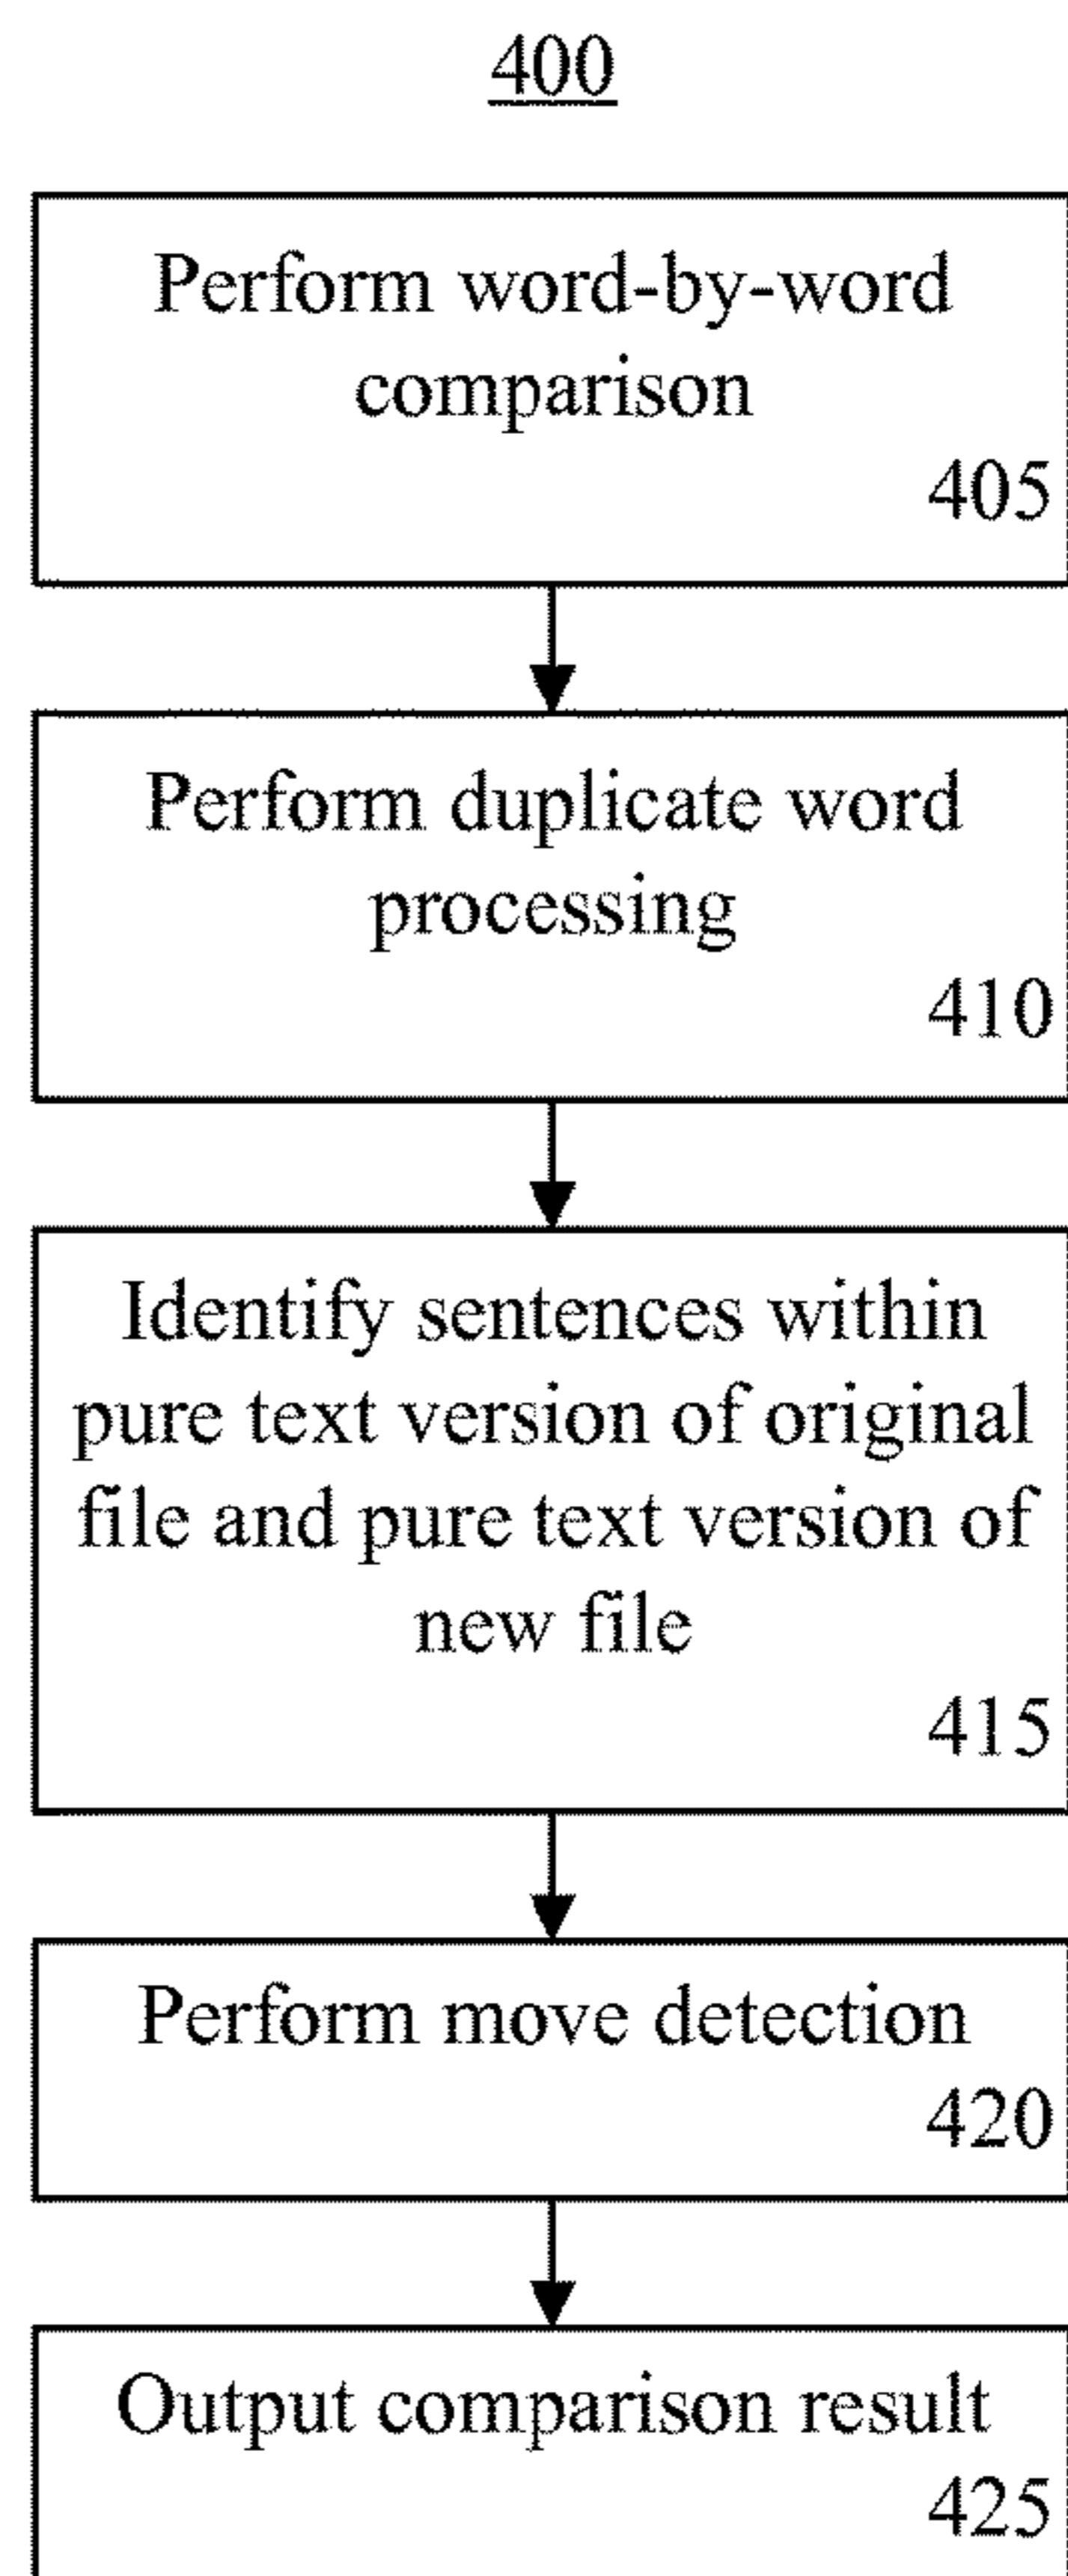 400
Perform word-by-word
comparison
405
Perform duplicate word
processing
410
Identify sentences within
pure text version of original
file and pure text version of
new file
415
Perform move detection
420
Output comparison result
425